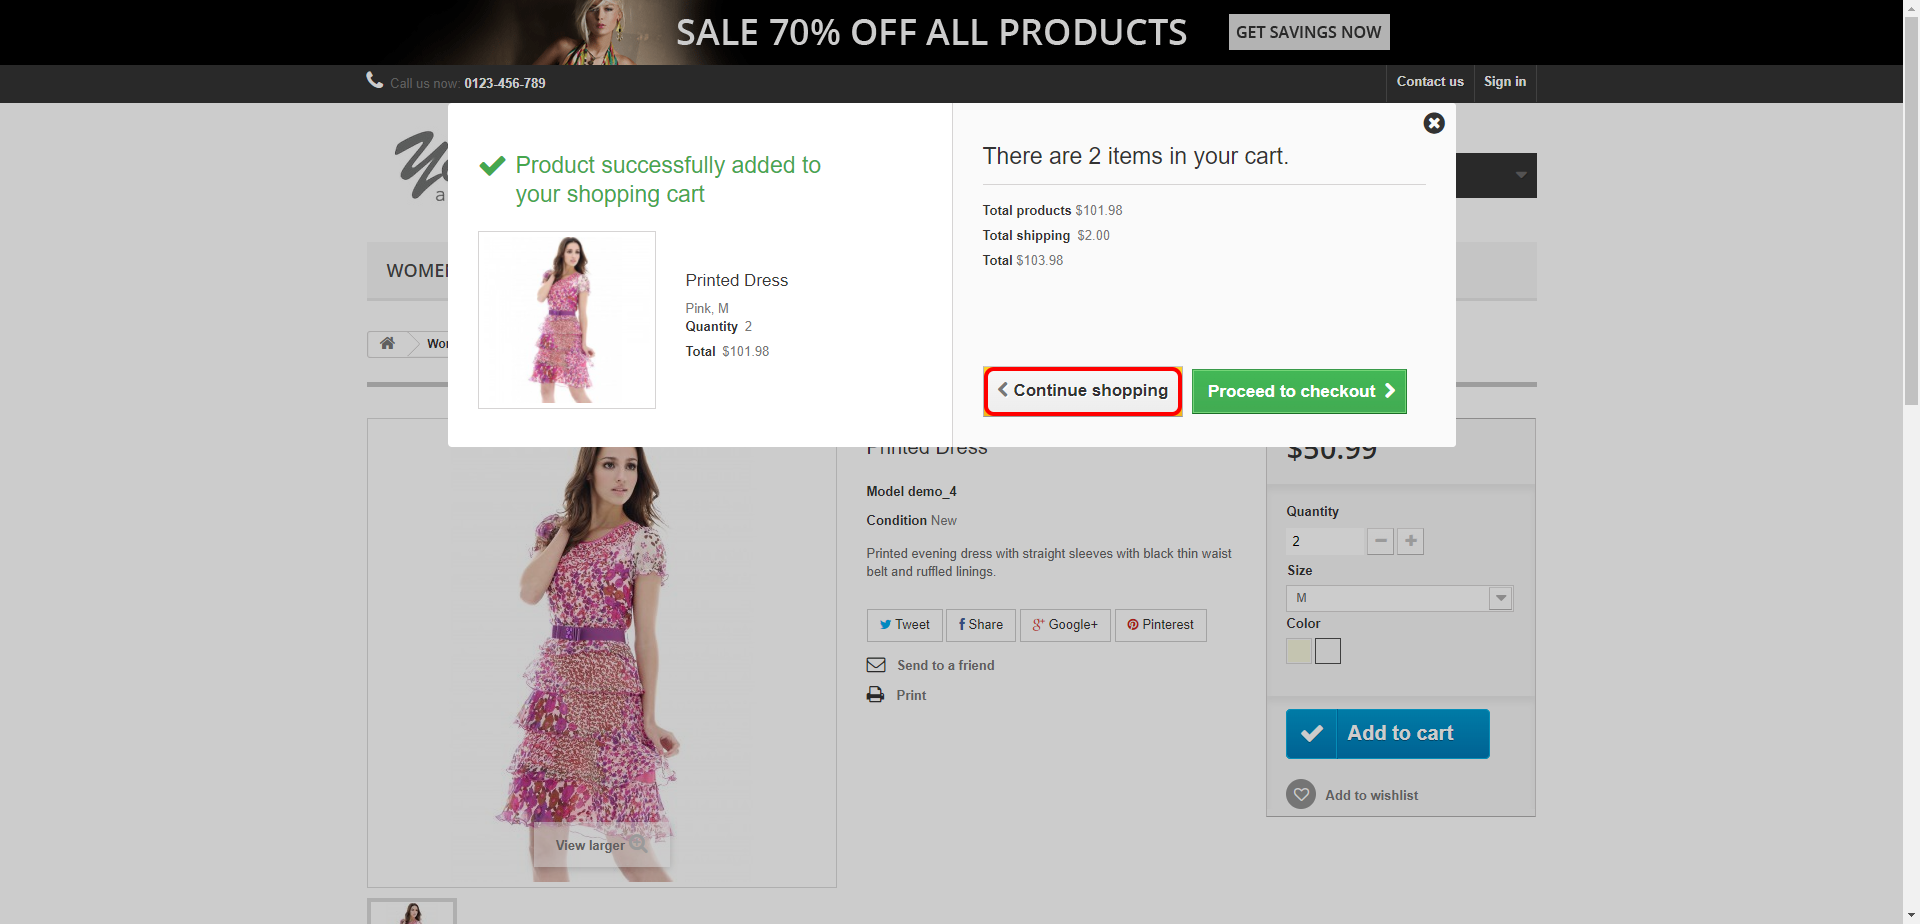 SALE 70% OFF ALL PRODUCTS
GET SAVINGS NOW
Call us now: 0123-456-789
Contact us
Sign in
Product successfully added to
your shopping cart
Printed Dress
Pink, M
Quantity 2
Total $101.98
There are 2 items in your cart.
Total products $101.98
Total shipping $2.00
Total $103.98
Continue shopping
Proceed to checkout
Printed Dress
Model demo_4
Condition New
Printed evening dress with straight sleeves with black thin waist
belt and ruffled linings.
Tweet
Share
Google+
Pinterest
Send to a friend
Print
$50.99
Quantity
2
Size
M
Color
Add to cart
Add to wishlist
View larger